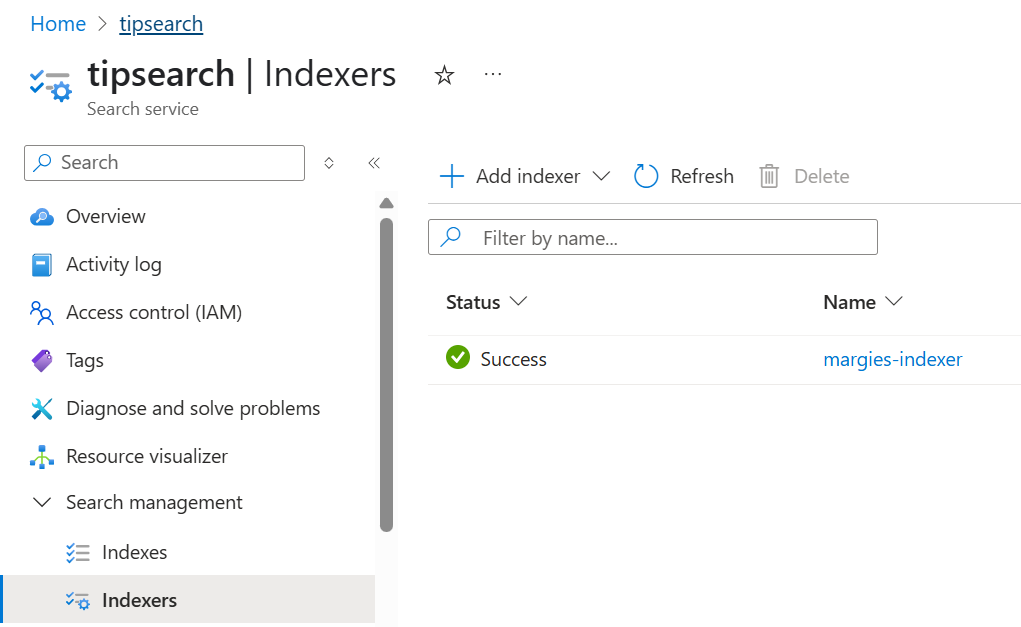 Home > tipsearch
tipsearch | Indexers
Search service
Search
Add indexer
Refresh
Delete
Overview
Filter by name...
Activity log
Status
Name
Access control (IAM)
Success
margies-indexer
Tags
Diagnose and solve problems
Resource visualizer
Search management
Indexes
Indexers